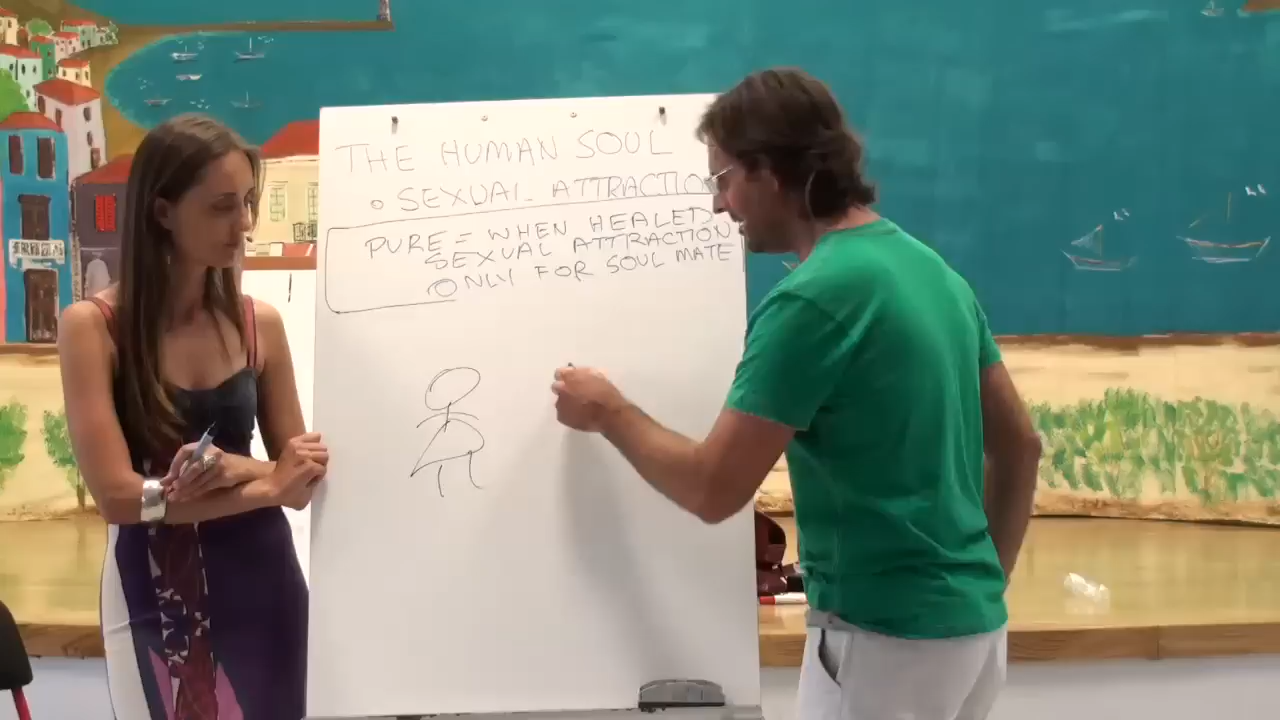 THE HUMAN SOUL
• SEXUAL ATTRACTION
PURE = WHEN HEALED
SEXUAL ATTRACTION
ONLY FOR SOUL MATE